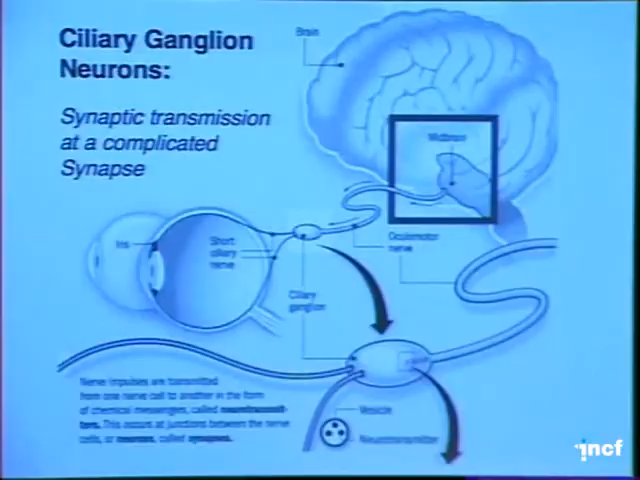 Ciliary Ganglion
Neurons:
Synaptic transmission
at a complicated
Synapse
Brain
Midbrain
Iris
Short
ciliary
nerve
Oculomotor
nerve
Ciliary
ganglion
Nerve impulses are transmitted
from one nerve cell to another in the form
of chemical messengers, called neurotransmit-
ters. This occurs at junctions between the nerve
cells, or neurons, called synapses.
Vesicle
Neurotransmitter
incf